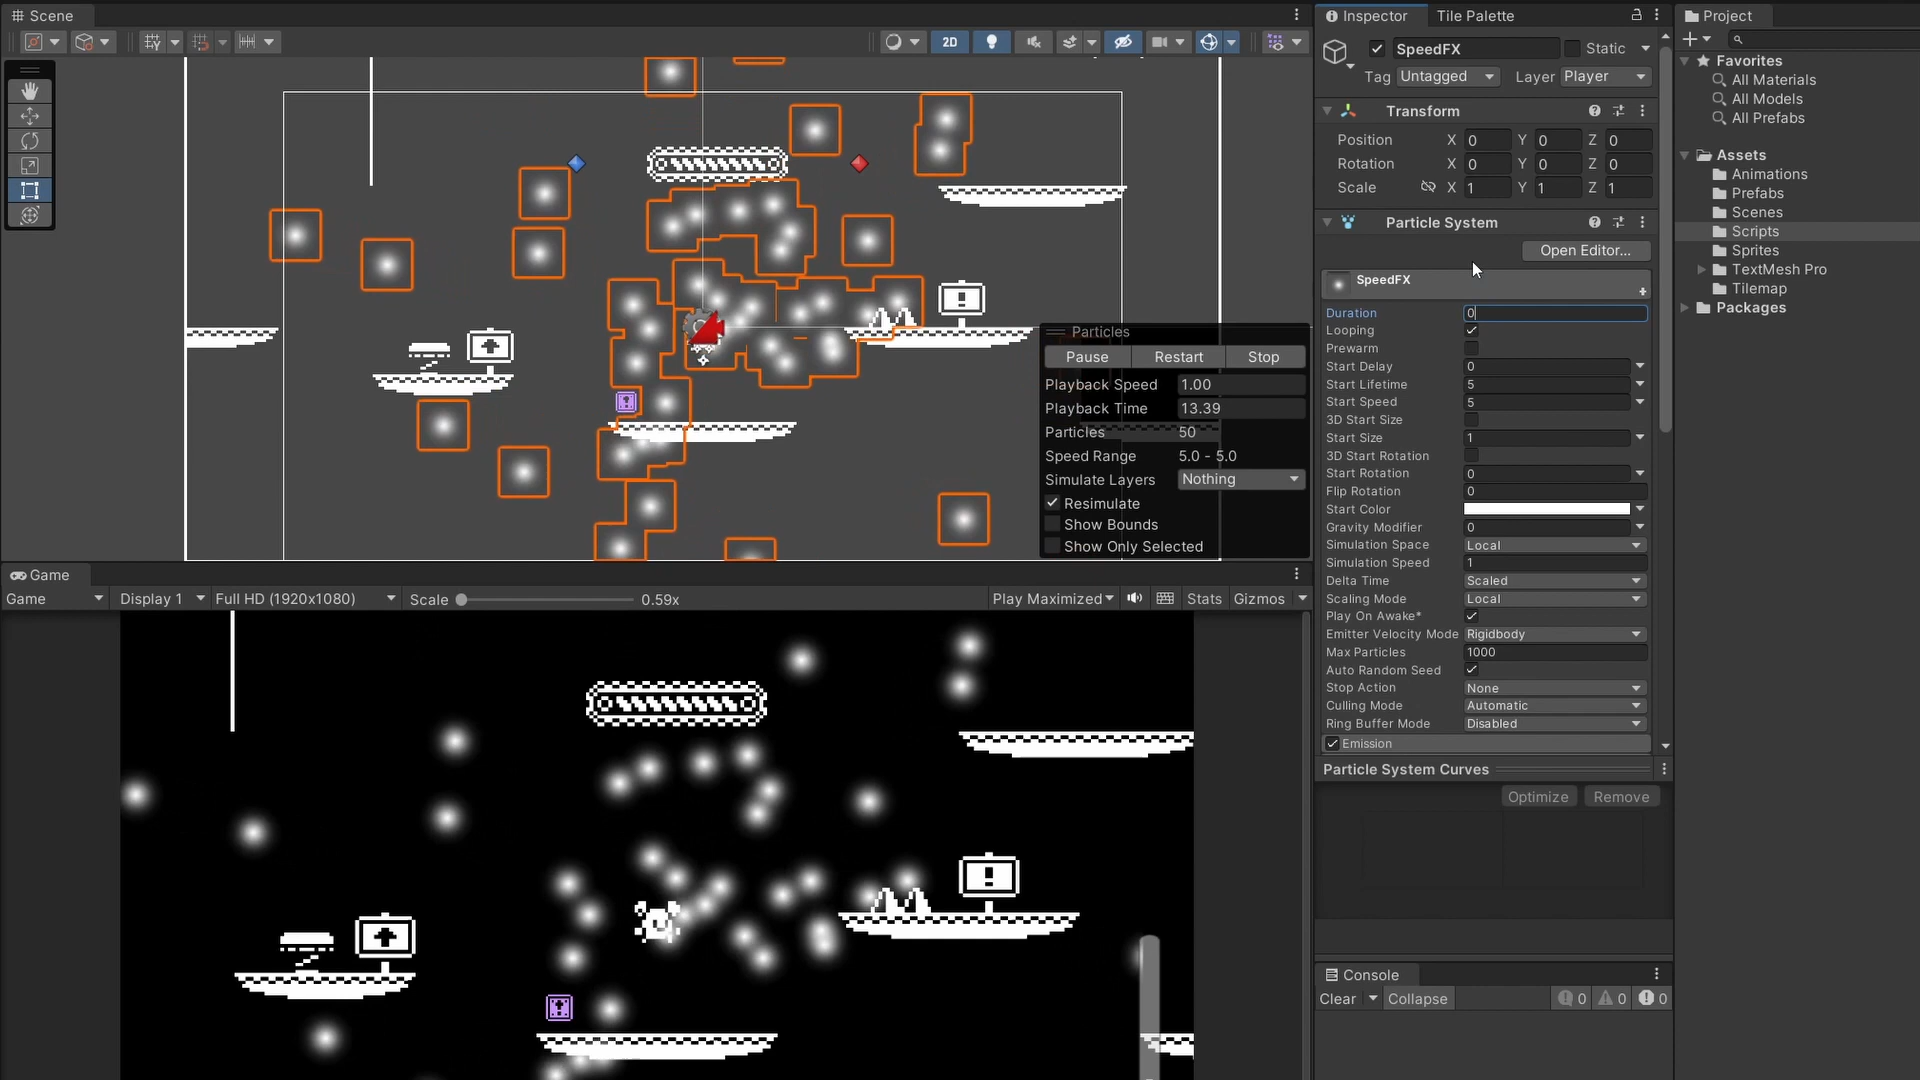 Scene
2D
Particles
Pause Restart Stop
Playback Speed 1.00
Playback Time 13.39
Particles 50
Speed Range 5.0 - 5.0
Simulate Layers Nothing
Resimulate
Show Bounds
Show Only Selected
Game
Game Display 1 Full HD (1920x1080) Scale 0.59x Play Maximized Stats Gizmos
Inspector Tile Palette
SpeedFX Static
Tag Untagged Layer Player
Transform
Position X 0 Y 0 Z 0
Rotation X 0 Y 0 Z 0
Scale X 1 Y 1 Z 1
Particle System
Open Editor...
SpeedFX
Duration 0
Looping
Prewarm
Start Delay 0
Start Lifetime 5
Start Speed 5
3D Start Size
Start Size 1
3D Start Rotation
Start Rotation 0
Flip Rotation 0
Start Color
Gravity Modifier 0
Simulation Space Local
Simulation Speed 1
Delta Time Scaled
Scaling Mode Local
Play On Awake*
Emitter Velocity Mode Rigidbody
Max Particles 1000
Auto Random Seed
Stop Action None
Culling Mode Automatic
Ring Buffer Mode Disabled
Emission
Particle System Curves
Optimize Remove
Console
Clear Collapse 0 0 0
Project
Favorites
All Materials
All Models
All Prefabs
Assets
Animations
Prefabs
Scenes
Scripts
Sprites
TextMesh Pro
Tilemap
Packages